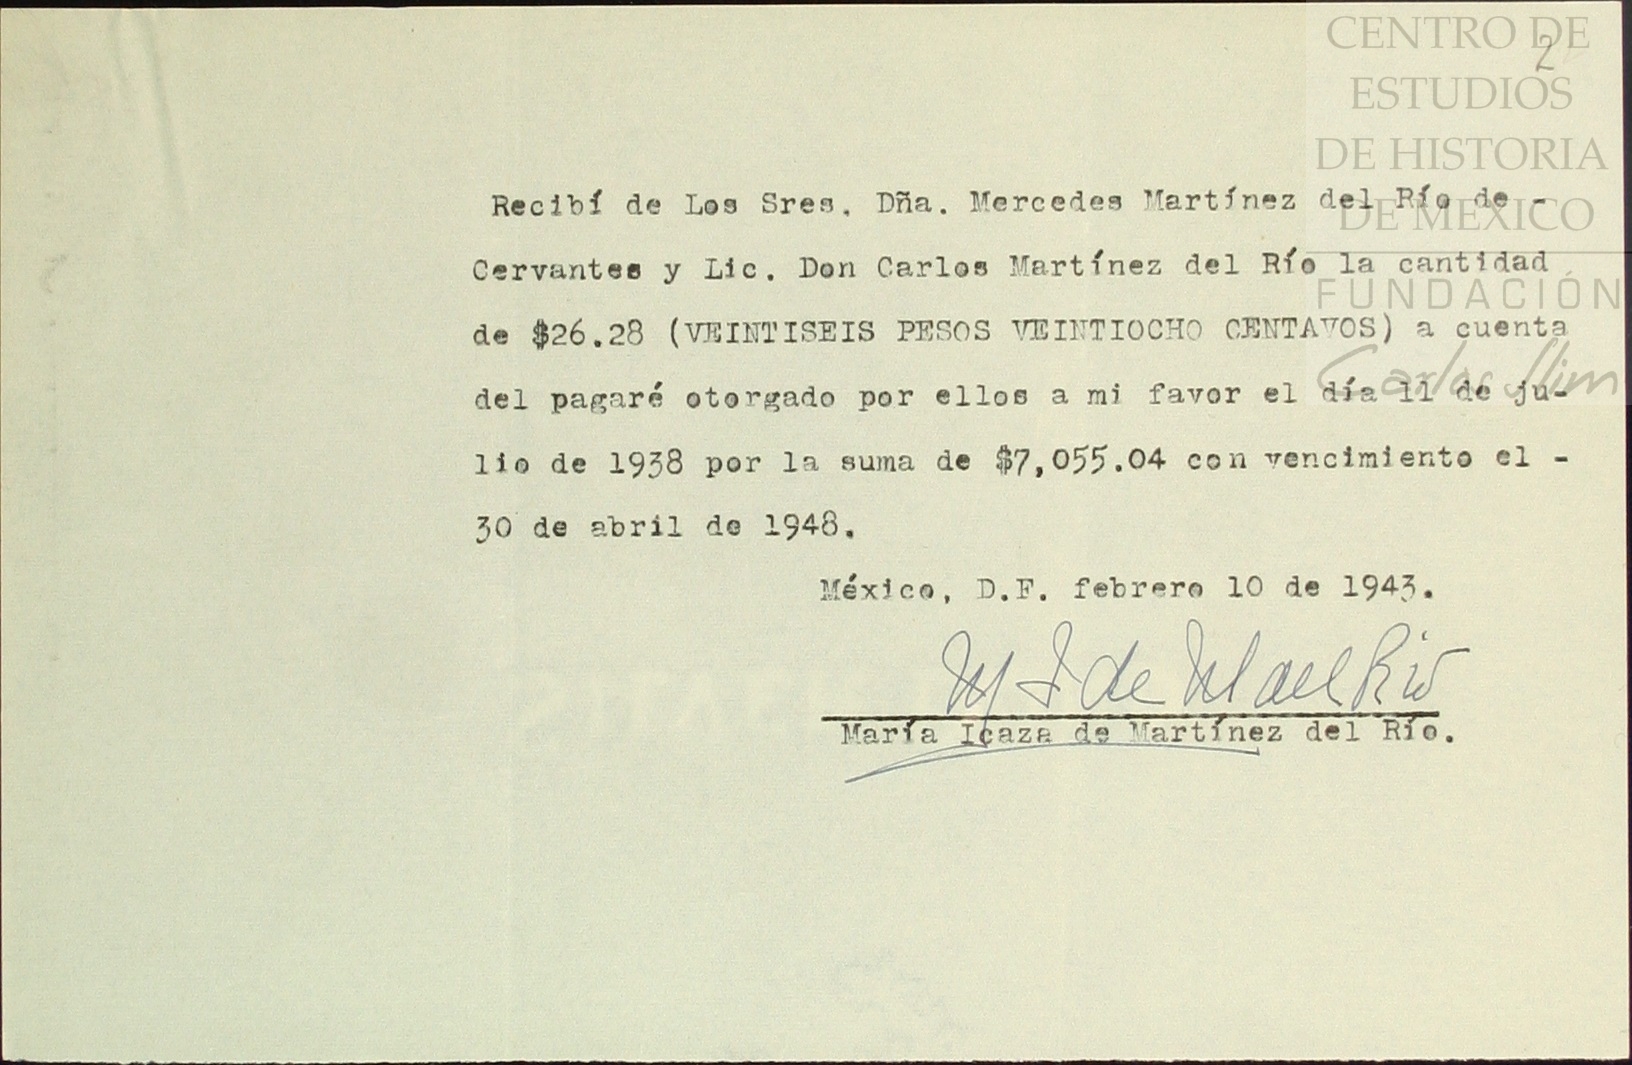 CENTRO DE
2
ESTUDIOS
DE HISTORIA
DE MEXICO
FUNDACIÓN
Carlos Slim
Recibí de Los Sres. Dña. Mercedes Martínez del Río de -
Cervantes y Lic. Don Carlos Martínez del Río la cantidad
de $26.28 (VEINTISEIS PESOS VEINTIOCHO CENTAVOS) a cuenta
del pagaré otorgado por ellos a mi favor el día 11 de ju-
lio de 1938 por la suma de $7,055.04 con vencimiento el -
30 de abril de 1948.
México, D.F. febrero 10 de 1943.
M I de M del Río
María Icaza de Martínez del Río.